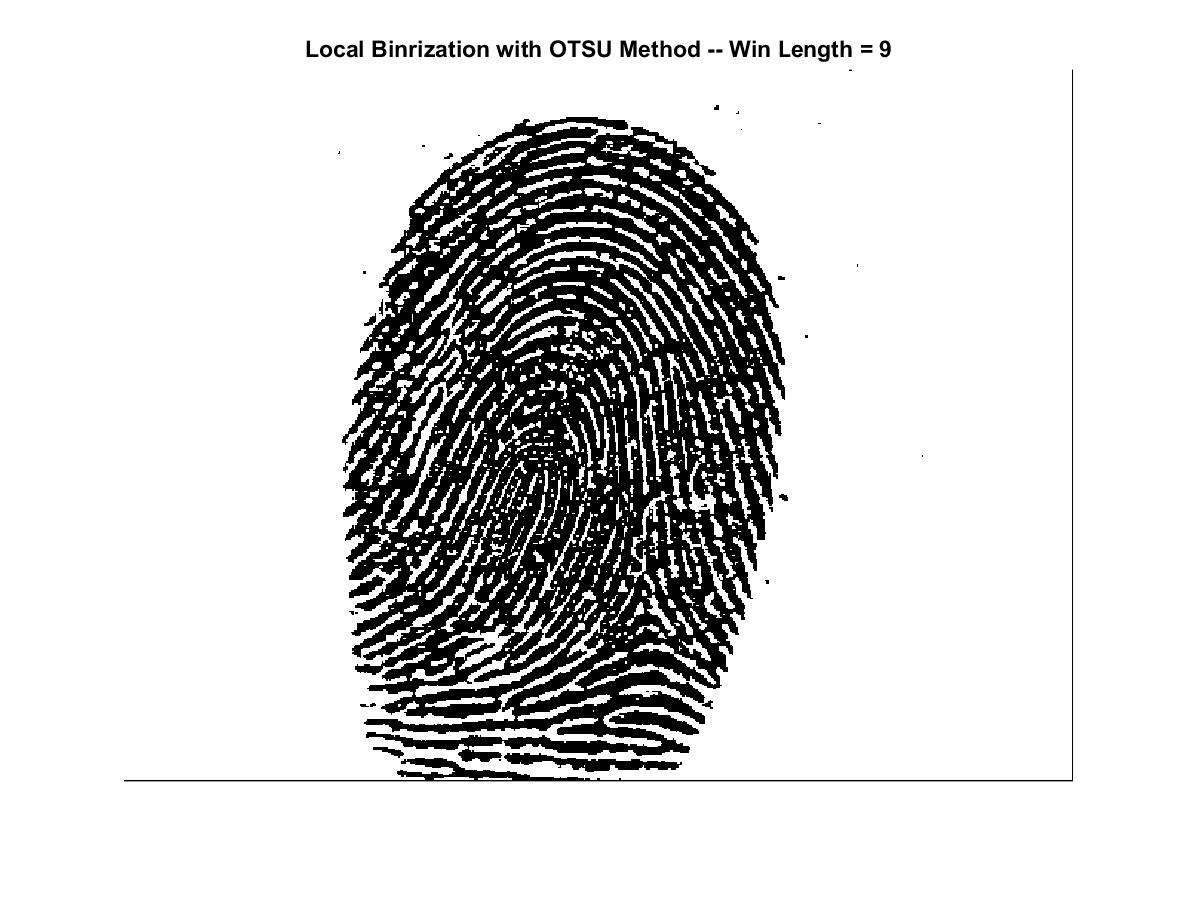 Local Binrization with OTSU Method -- Win Length = 9